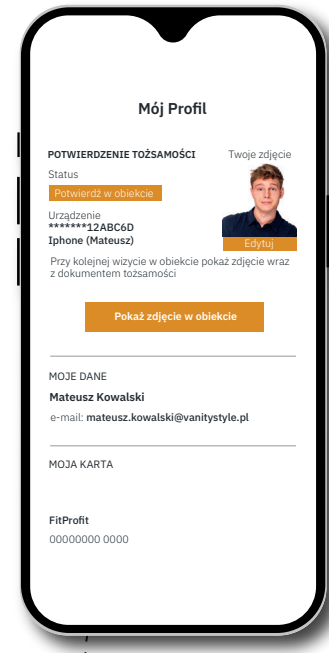 Mój Profil
POTWIERDZENIE TOŻSAMOŚCI
Twoje zdjęcie
Status
Potwierdź w obiekcie
Urządzenie
*******12ABC6D
Iphone (Mateusz)
Edytuj
Przy kolejnej wizycie w obiekcie pokaż zdjęcie wraz
z dokumentem tożsamości
Pokaż zdjęcie w obiekcie
MOJE DANE
Mateusz Kowalski
e-mail: mateusz.kowalski@vanitystyle.pl
MOJA KARTA
FitProfit
00000000 0000